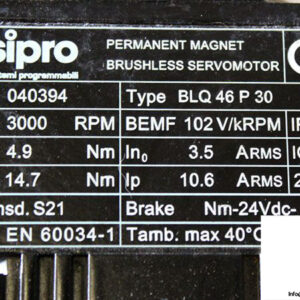 sipro
PERMANENT MAGNET
BRUSHLESS SERVOMOTOR
temi programmabili
040394 Type BLQ 46 P 30
3000 RPM BEMF 102 V/kRPM
4.9 Nm In₀ 3.5 ARMS
14.7 Nm Ip 10.6 ARMS 2
nsd. S21 Brake Nm-24Vdc-
EN 60034-1 Tamb. max 40°C